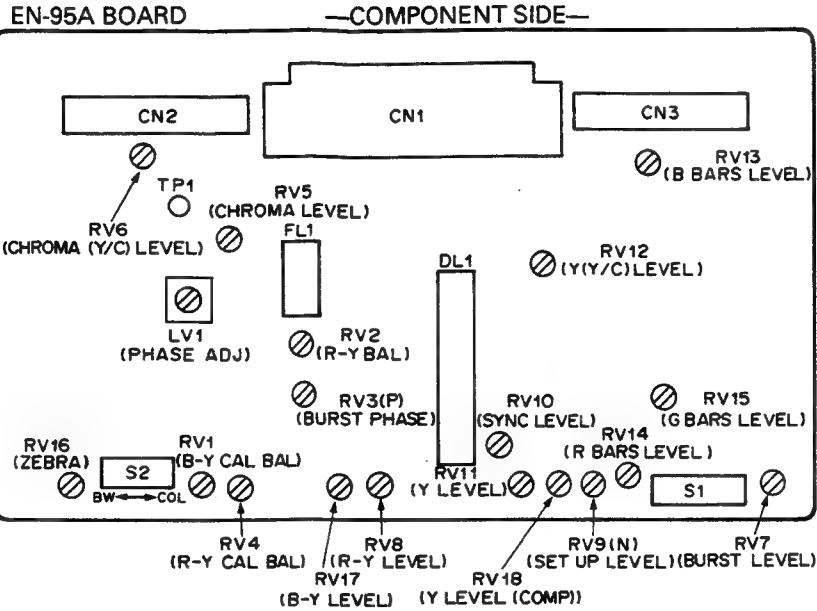 EN-95A BOARD —COMPONENT SIDE—
CN2
CN1
CN3
RV13
(B BARS LEVEL)
TP1
RV5
(CHROMA LEVEL)
RV6
(CHROMA (Y/C) LEVEL)
FL1
DL1
RV12
(Y(Y/C) LEVEL)
LV1
(PHASE ADJ)
RV2
(R-Y BAL)
RV3(P)
(BURST PHASE)
RV10
(SYNC LEVEL)
RV15
(G BARS LEVEL)
RV14
(R BARS LEVEL)
RV16
(ZEBRA)
S2
BW COL
RV1
(B-Y CAL BAL)
RV11
(Y LEVEL)
S1
RV4
(R-Y CAL BAL)
RV17
(B-Y LEVEL)
RV8
(R-Y LEVEL)
RV18
(Y LEVEL (COMP))
RV9(N)
(SET UP LEVEL)
RV7
(BURST LEVEL)